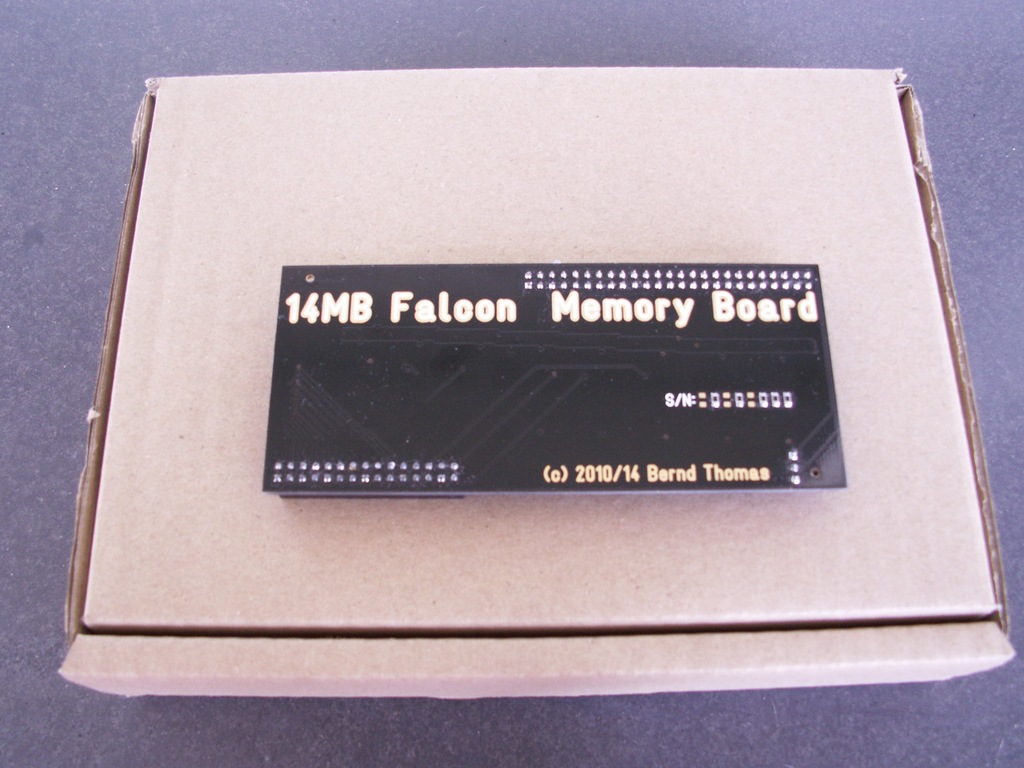 14MB Falcon Memory Board
S/N:
(c) 2010/14 Bernd Thomas